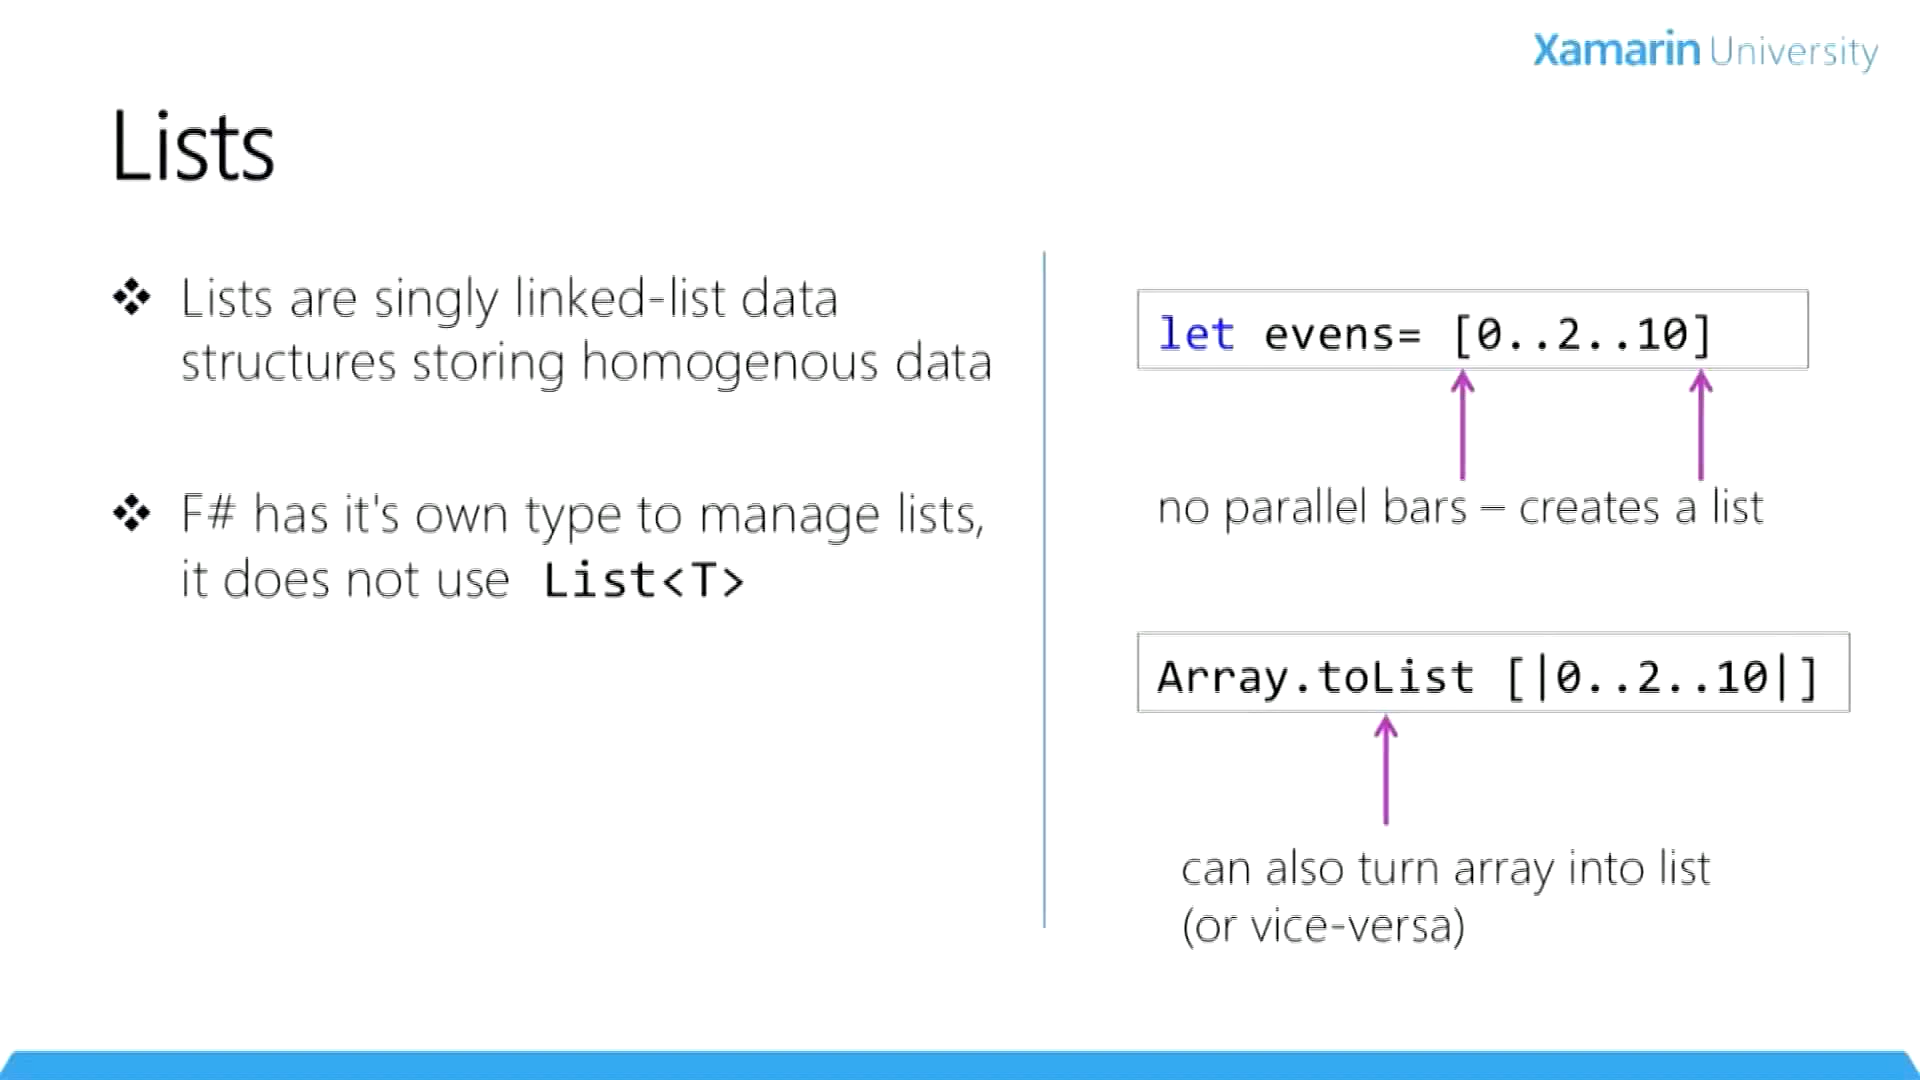 Xamarin University
Lists
❖ Lists are singly linked-list data
structures storing homogenous data
❖ F# has it's own type to manage lists,
it does not use List<T>
let evens= [0..2..10]
no parallel bars – creates a list
Array.toList [|0..2..10|]
can also turn array into list
(or vice-versa)